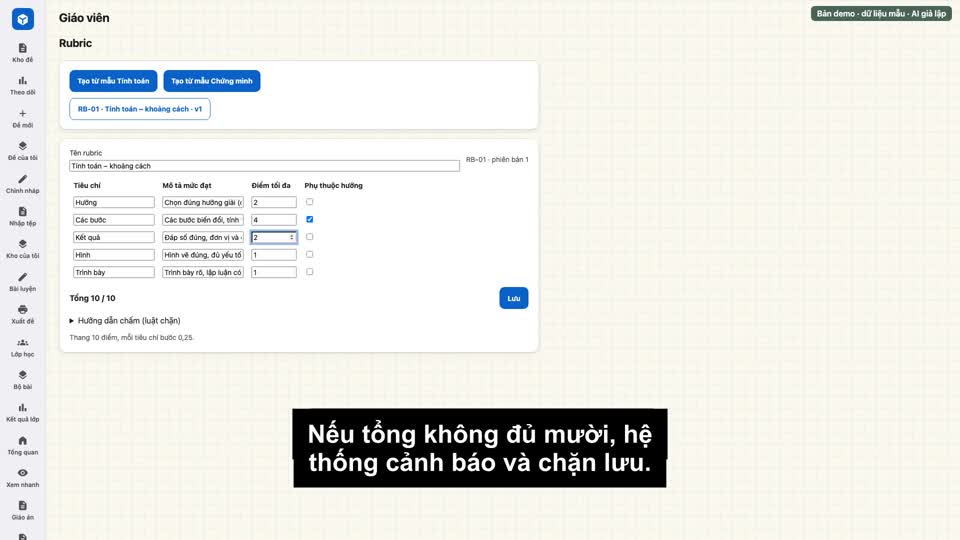 Giáo viên
Bản demo · dữ liệu mẫu · AI giả lập
Kho đề
Theo dõi
Đề mới
Đề của tôi
Chỉnh nháp
Nhập tệp
Kho của tôi
Bài luyện
Xuất đề
Lớp học
Bộ bài
Kết quả lớp
Tổng quan
Xem nhanh
Giáo án
Rubric
Tạo từ mẫu Tính toán
Tạo từ mẫu Chứng minh
RB-01 · Tính toán – khoảng cách · v1
Tên rubric
Tính toán – khoảng cách
RB-01 · phiên bản 1
Tiêu chí Mô tả mức đạt Điểm tối đa Phụ thuộc hướng
Hướng Chọn đúng hướng giải 2
Các bước Các bước biến đổi, tính 4
Kết quả Đáp số đúng, đơn vị và 2
Hình Hình vẽ đúng, đủ yếu tố 1
Trình bày Trình bày rõ, lập luận có 1
Tổng 10 / 10
Lưu
Hướng dẫn chấm (luật chặn)
Thang 10 điểm, mỗi tiêu chí bước 0,25.
Nếu tổng không đủ mười, hệ
thống cảnh báo và chặn lưu.